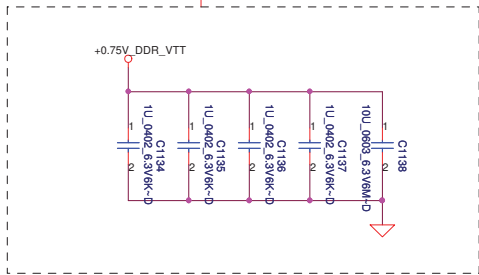 +0.75V_DDR_VTT
1
2
C1134
1U_0402_6.3V6K~D
1
2
C1135
1U_0402_6.3V6K~D
1
2
C1136
1U_0402_6.3V6K~D
1
2
C1137
1U_0402_6.3V6K~D
1
2
C1138
10U_0603_6.3V6M~D